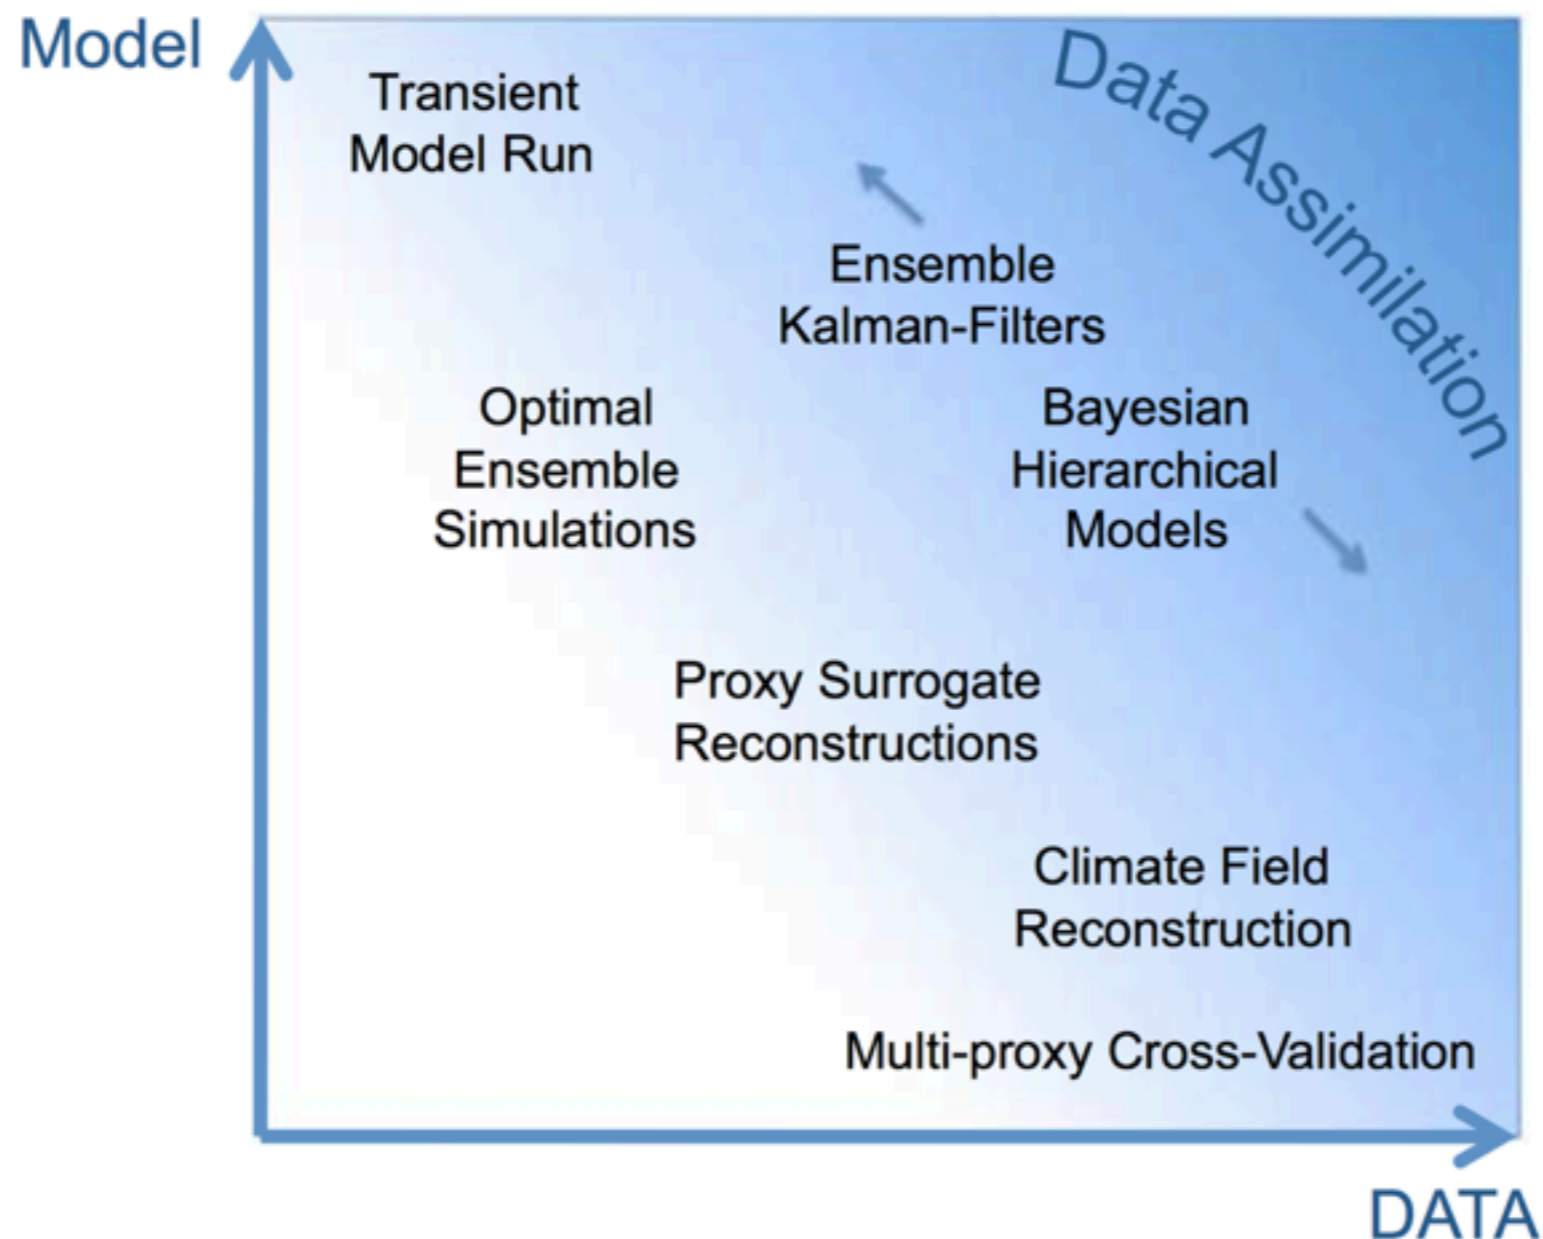 Model
Transient
Model Run
Data Assimilation
Ensemble
Kalman-Filters
Optimal
Ensemble
Simulations
Bayesian
Hierarchical
Models
Proxy Surrogate
Reconstructions
Climate Field
Reconstruction
Multi-proxy Cross-Validation
DATA